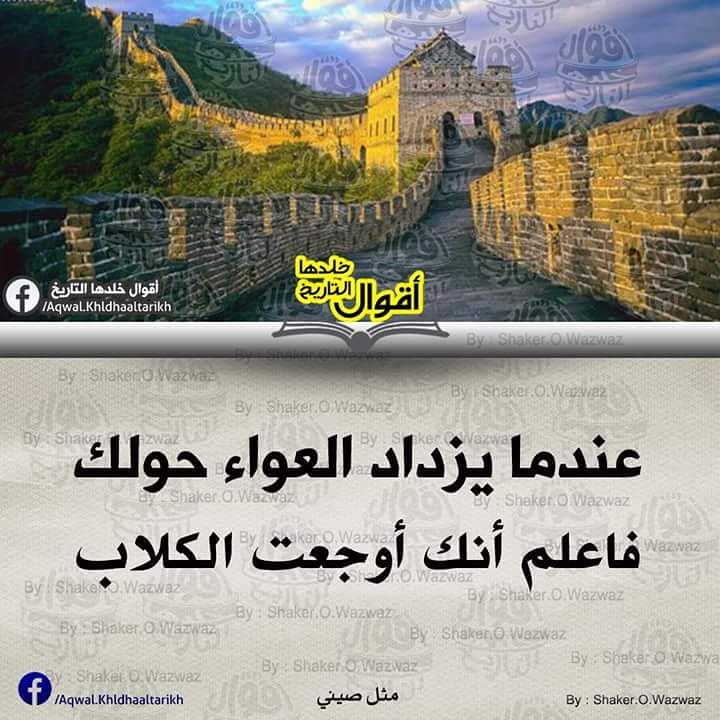 أقوال خلدها التاريخ
/Aqwal.Khldhaaltarikh
أقوال
خلدها
التاريخ
عندما يزداد العواء حولك
فاعلم أنك أوجعت الكلاب
مثل صيني
/Aqwal.Khldhaaltarikh
By : Shaker.O.Wazwaz